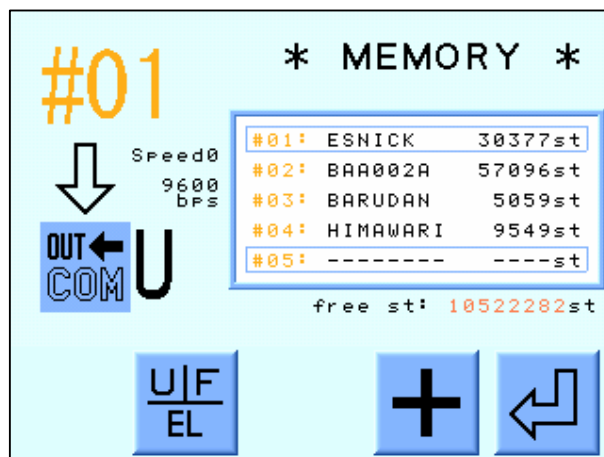 #01
* MEMORY *
Speed0
9600
bps
OUT
COM
U
#01: ESNICK 30377st
#02: BAA002A 57096st
#03: BARUDAN 5059st
#04: HIMAWARI 9549st
#05: -------- ----st
free st: 10522282st
U|F
EL
+